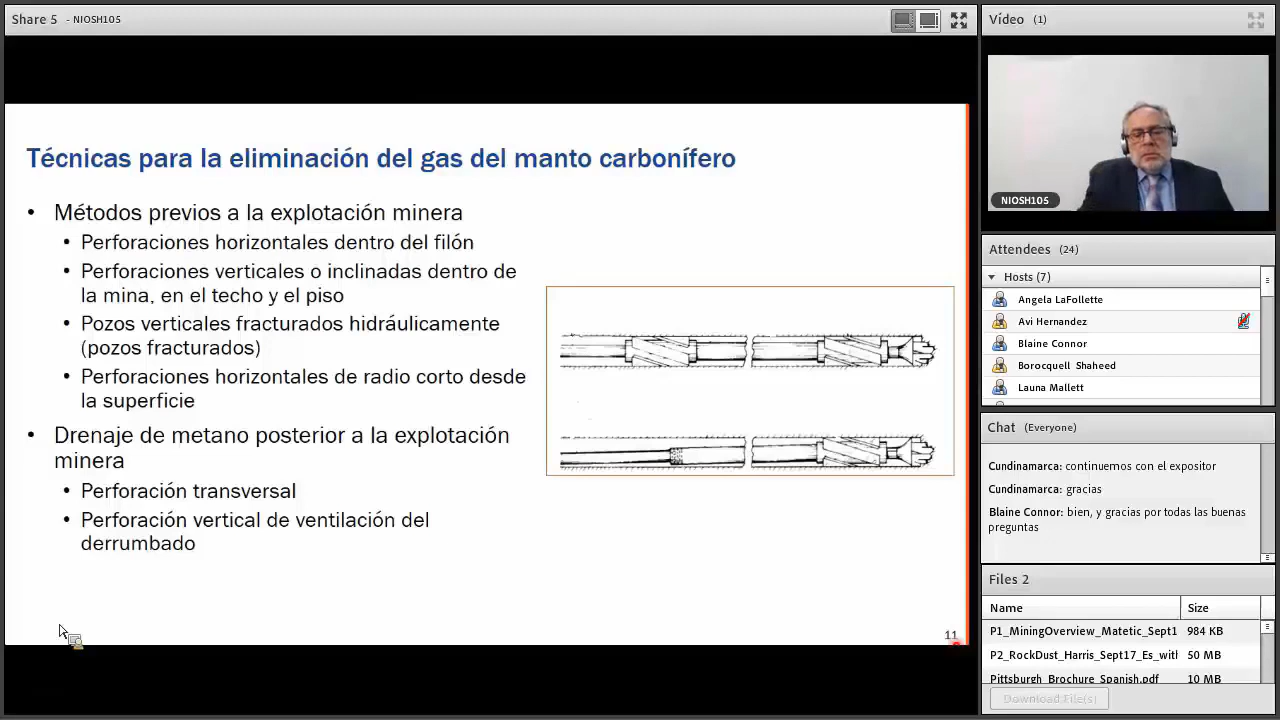 Share 5 - NIOSH105
Técnicas para la eliminación del gas del manto carbonífero
• Métodos previos a la explotación minera
• Perforaciones horizontales dentro del filón
• Perforaciones verticales o inclinadas dentro de
la mina, en el techo y el piso
• Pozos verticales fracturados hidráulicamente
(pozos fracturados)
• Perforaciones horizontales de radio corto desde
la superficie
• Drenaje de metano posterior a la explotación
minera
• Perforación transversal
• Perforación vertical de ventilación del
derrumbado
11
Vídeo (1)
NIOSH105
Attendees (24)
Hosts (7)
Angela LaFollette
Avi Hernandez
Blaine Connor
Borocquell Shaheed
Launa Mallett
Chat (Everyone)
Cundinamarca: continuemos con el expositor
Cundinamarca: gracias
Blaine Connor: bien, y gracias por todas las buenas
preguntas
Files 2
Name Size
P1_MiningOverview_Matetic_Sept1 984 KB
P2_RockDust_Harris_Sept17_Es_witl 50 MB
Pittsburgh_Brochure_Spanish.pdf 10 MB
Download File(s)